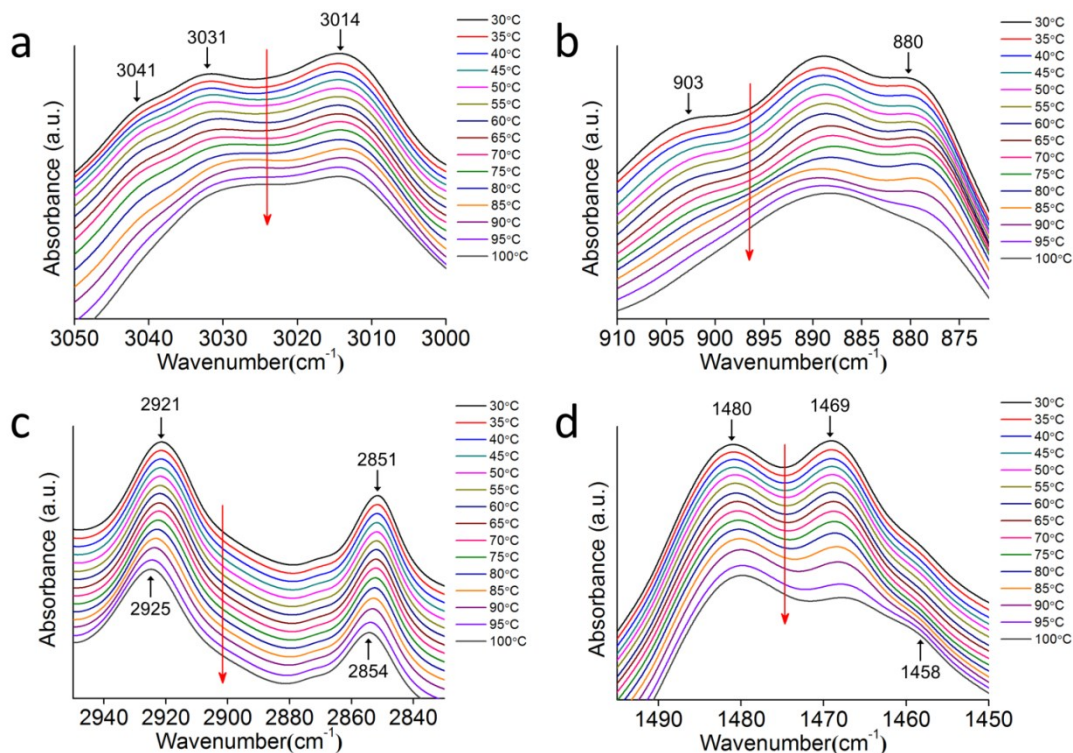 a
3041
3031
3014
Absorbance (a.u.)
3050 3040 3030 3020 3010 3000
Wavenumber(cm⁻¹)
30°C
35°C
40°C
45°C
50°C
55°C
60°C
65°C
70°C
75°C
80°C
85°C
90°C
95°C
100°C
b
903
880
Absorbance (a.u.)
910 905 900 895 890 885 880 875
Wavenumber(cm⁻¹)
30°C
35°C
40°C
45°C
50°C
55°C
60°C
65°C
70°C
75°C
80°C
85°C
90°C
95°C
100°C
c
2921
2851
2925
2854
Absorbance (a.u.)
2940 2920 2900 2880 2860 2840
Wavenumber(cm⁻¹)
30°C
35°C
40°C
45°C
50°C
55°C
60°C
65°C
70°C
75°C
80°C
85°C
90°C
95°C
100°C
d
1480
1469
1458
Absorbance (a.u.)
1490 1480 1470 1460 1450
Wavenumber(cm⁻¹)
30°C
35°C
40°C
45°C
50°C
55°C
60°C
65°C
70°C
75°C
80°C
85°C
90°C
95°C
100°C